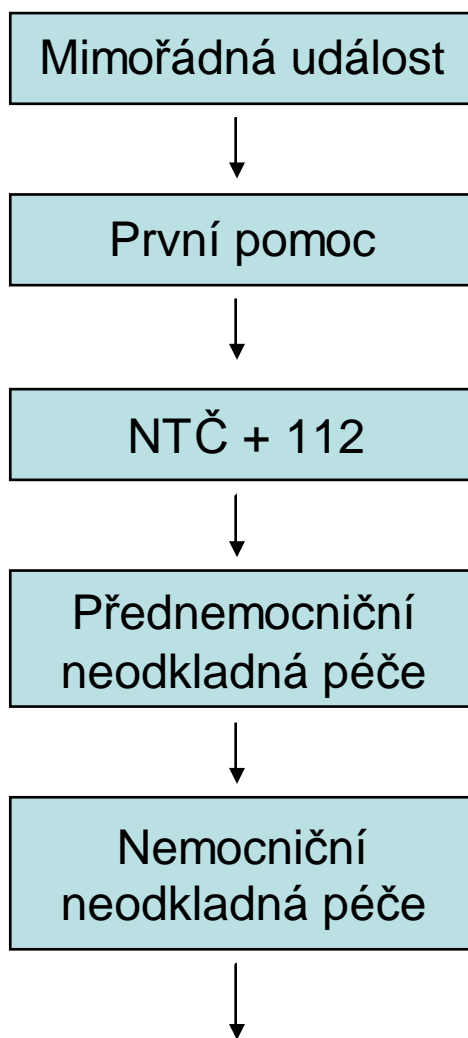 Mimořádná událost
První pomoc
NTČ + 112
Přednemocniční
neodkladná péče
Nemocniční
neodkladná péče